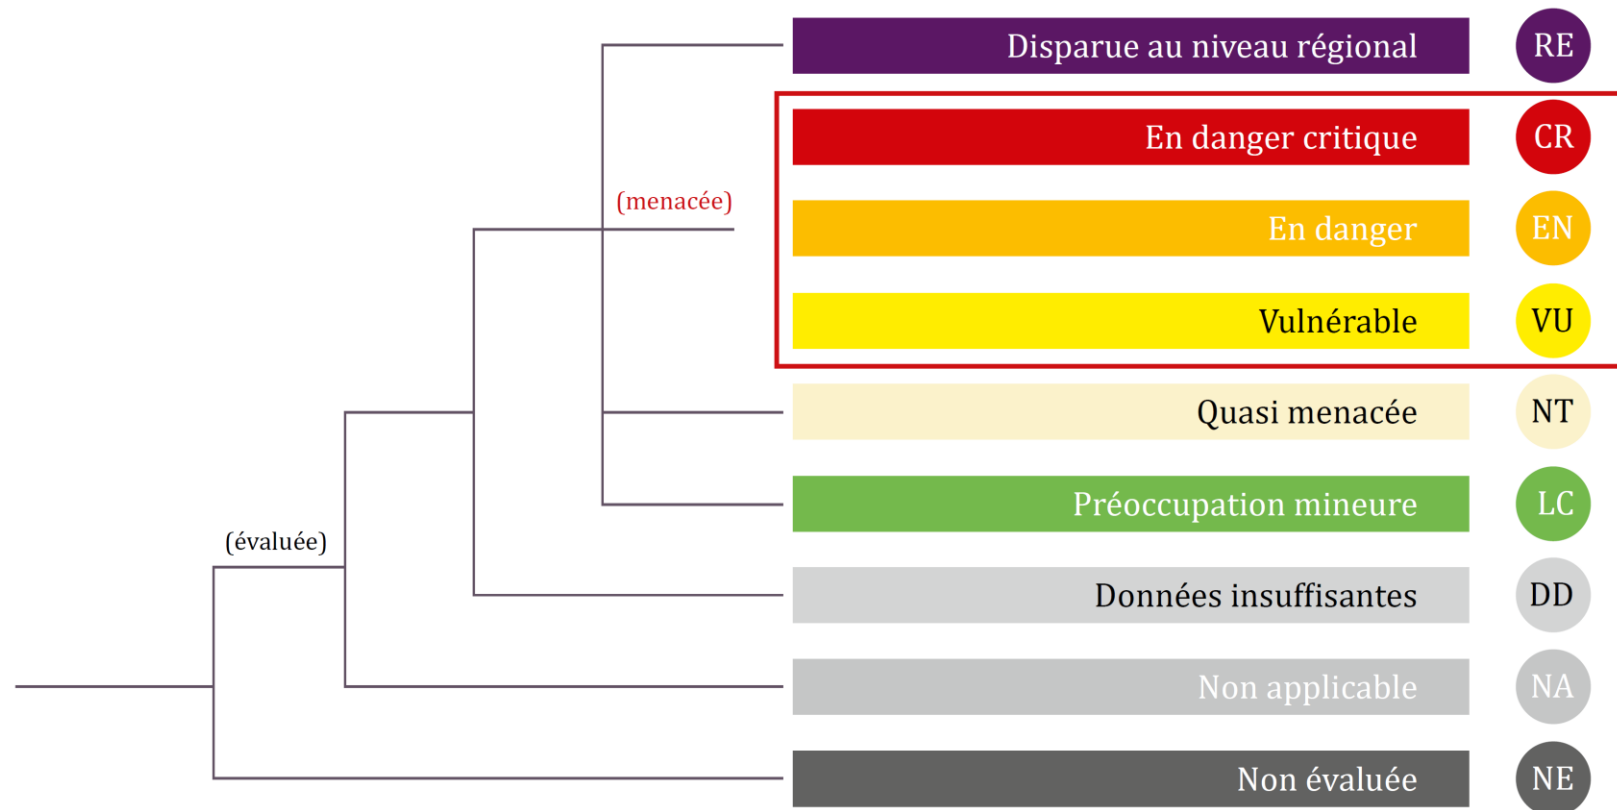 Disparue au niveau régional RE
En danger critique CR
(menacée)
En danger EN
Vulnérable VU
Quasi menacée NT
Préoccupation mineure LC
(évaluée)
Données insuffisantes DD
Non applicable NA
Non évaluée NE